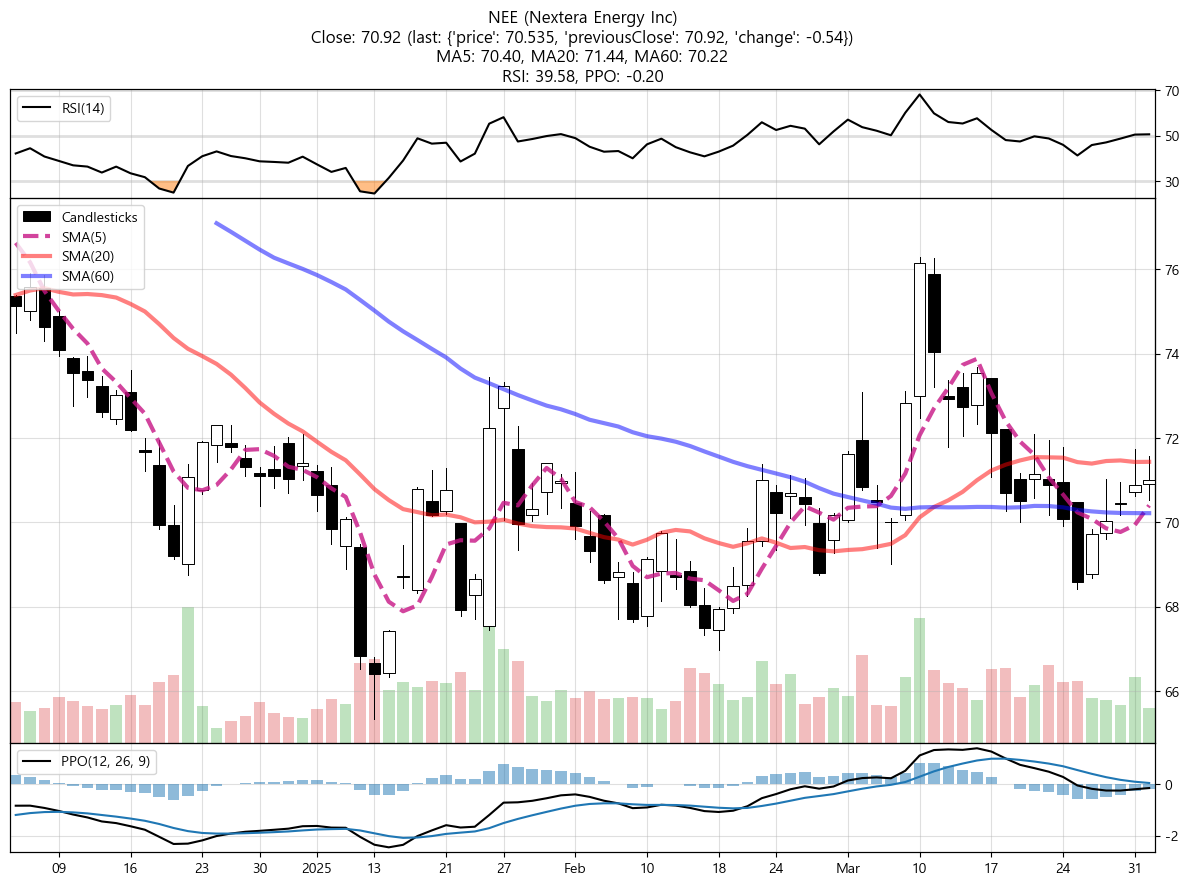 NEE (Nextera Energy Inc)
Close: 70.92 (last: {'price': 70.535, 'previousClose': 70.92, 'change': -0.54})
MA5: 70.40, MA20: 71.44, MA60: 70.22
RSI: 39.58, PPO: -0.20
RSI(14)
70
50
30
Candlesticks
SMA(5)
SMA(20)
SMA(60)
76
74
72
70
68
66
PPO(12, 26, 9)
0
-2
09 16 23 30 2025 13 21 27 Feb 10 18 24 Mar 10 17 24 31